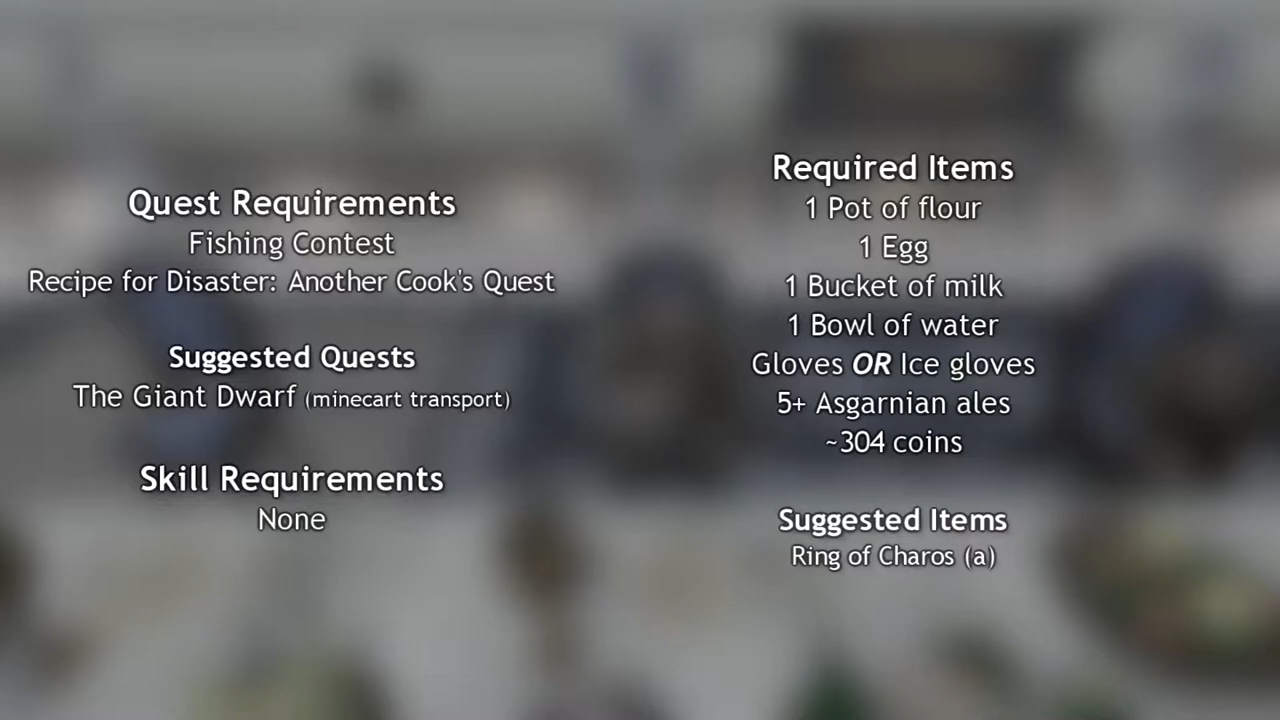 Quest Requirements
Fishing Contest
Recipe for Disaster: Another Cook's Quest
Suggested Quests
The Giant Dwarf (minecart transport)
Skill Requirements
None
Required Items
1 Pot of flour
1 Egg
1 Bucket of milk
1 Bowl of water
Gloves OR Ice gloves
5+ Asgarnian ales
~304 coins
Suggested Items
Ring of Charos (a)